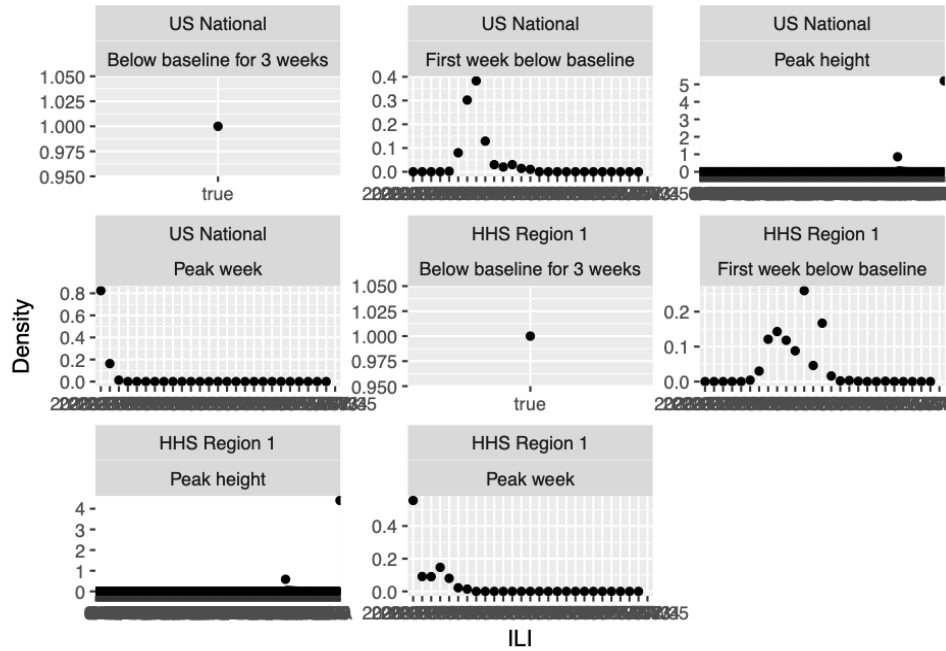 US National
US National
US National
Below baseline for 3 weeks
First week below baseline
Peak height
1.050
1.025
1.000
0.975
0.950
0.4
0.3
0.2
0.1
0.0
5
4
3
2
1
0
true
US National
HHS Region 1
HHS Region 1
Peak week
Below baseline for 3 weeks
First week below baseline
Density
0.8
0.6
0.4
0.2
0.0
1.050
1.025
1.000
0.975
0.950
0.2
0.1
0.0
true
HHS Region 1
HHS Region 1
Peak height
Peak week
4
3
2
1
0
0.4
0.2
0.0
ILI